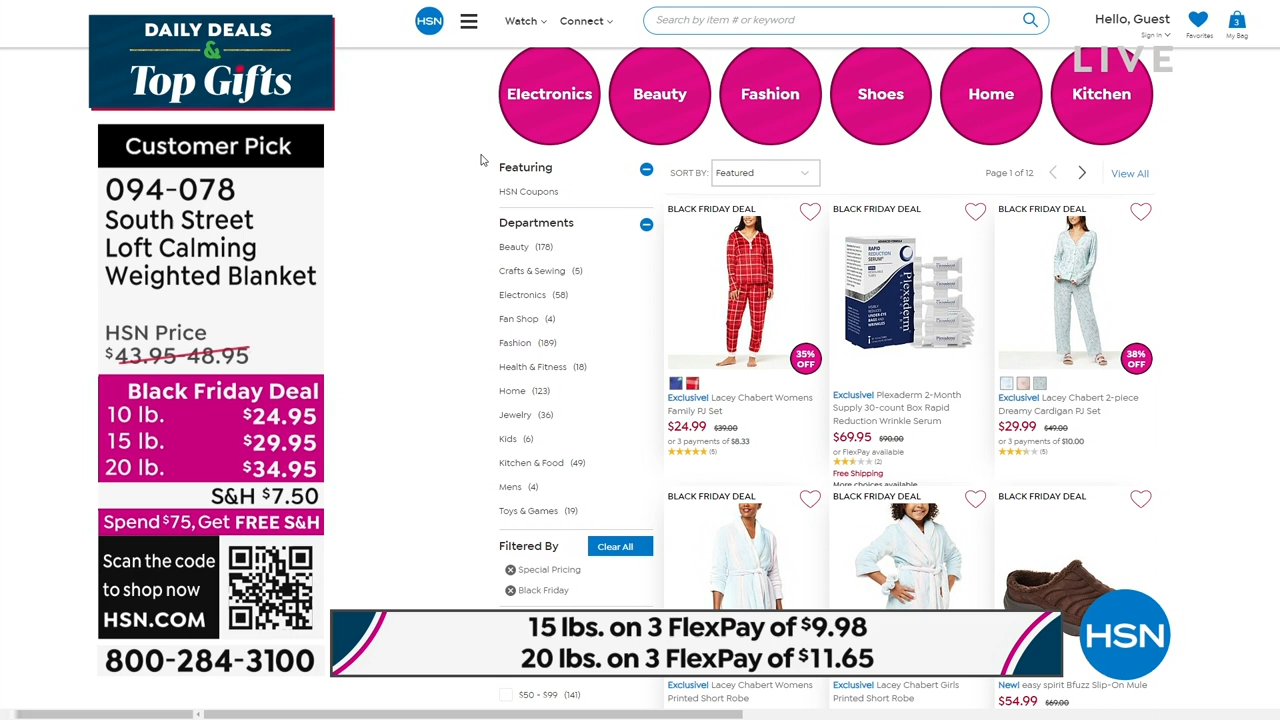 DAILY DEALS
&
Top Gifts
Customer Pick
094-078
South Street
Loft Calming
Weighted Blanket
HSN Price
$43.95-48.95
Black Friday Deal
10 lb. $24.95
15 lb. $29.95
20 lb. $34.95
S&H $7.50
Spend $75, Get FREE S&H
Scan the code
to shop now
HSN.COM
800-284-3100
HSN
Watch
Connect
Search by item # or keyword
Hello, Guest
Sign in
Favorites
3
My Bag
LIVE
Electronics
Beauty
Fashion
Shoes
Home
Kitchen
Featuring
HSN Coupons
Departments
Beauty (178)
Crafts & Sewing (5)
Electronics (58)
Fan Shop (4)
Fashion (189)
Health & Fitness (18)
Home (123)
Jewelry (36)
Kids (6)
Kitchen & Food (49)
Mens (4)
Toys & Games (19)
Filtered By
Clear All
Special Pricing
Black Friday
$50 - $99 (141)
SORT BY: Featured
Page 1 of 12
View All
BLACK FRIDAY DEAL
35%
OFF
Exclusive! Lacey Chabert Womens
Family PJ Set
$24.99 $39.00
or 3 payments of $8.33
(5)
BLACK FRIDAY DEAL
ADVANCED FORMULA
RAPID
REDUCTION
SERUM
Plexaderm
Exclusive! Plexaderm 2-Month
Supply 30-count Box Rapid
Reduction Wrinkle Serum
$69.95 $90.00
or FlexPay available
(2)
Free Shipping
More choices available
BLACK FRIDAY DEAL
38%
OFF
Exclusive! Lacey Chabert 2-piece
Dreamy Cardigan PJ Set
$29.99 $49.00
or 3 payments of $10.00
(5)
BLACK FRIDAY DEAL
BLACK FRIDAY DEAL
BLACK FRIDAY DEAL
15 lbs. on 3 FlexPay of $9.98
20 lbs. on 3 FlexPay of $11.65
HSN
Exclusive! Lacey Chabert Womens
Printed Short Robe
Exclusive! Lacey Chabert Girls
Printed Short Robe
New! easy spirit Bfuzz Slip-On Mule
$54.99 $69.00